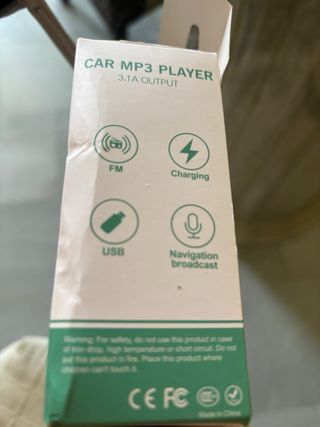 CAR MP3 PLAYER
3.1A OUTPUT
FM
Charging
USB
Navigation
broadcast
Warning: For safety, do not use this product in case
of iron drop, high temperature or short circuit. Do not
put this product in fire. Place this product where
children can't touch it.
CE FC
Made in China